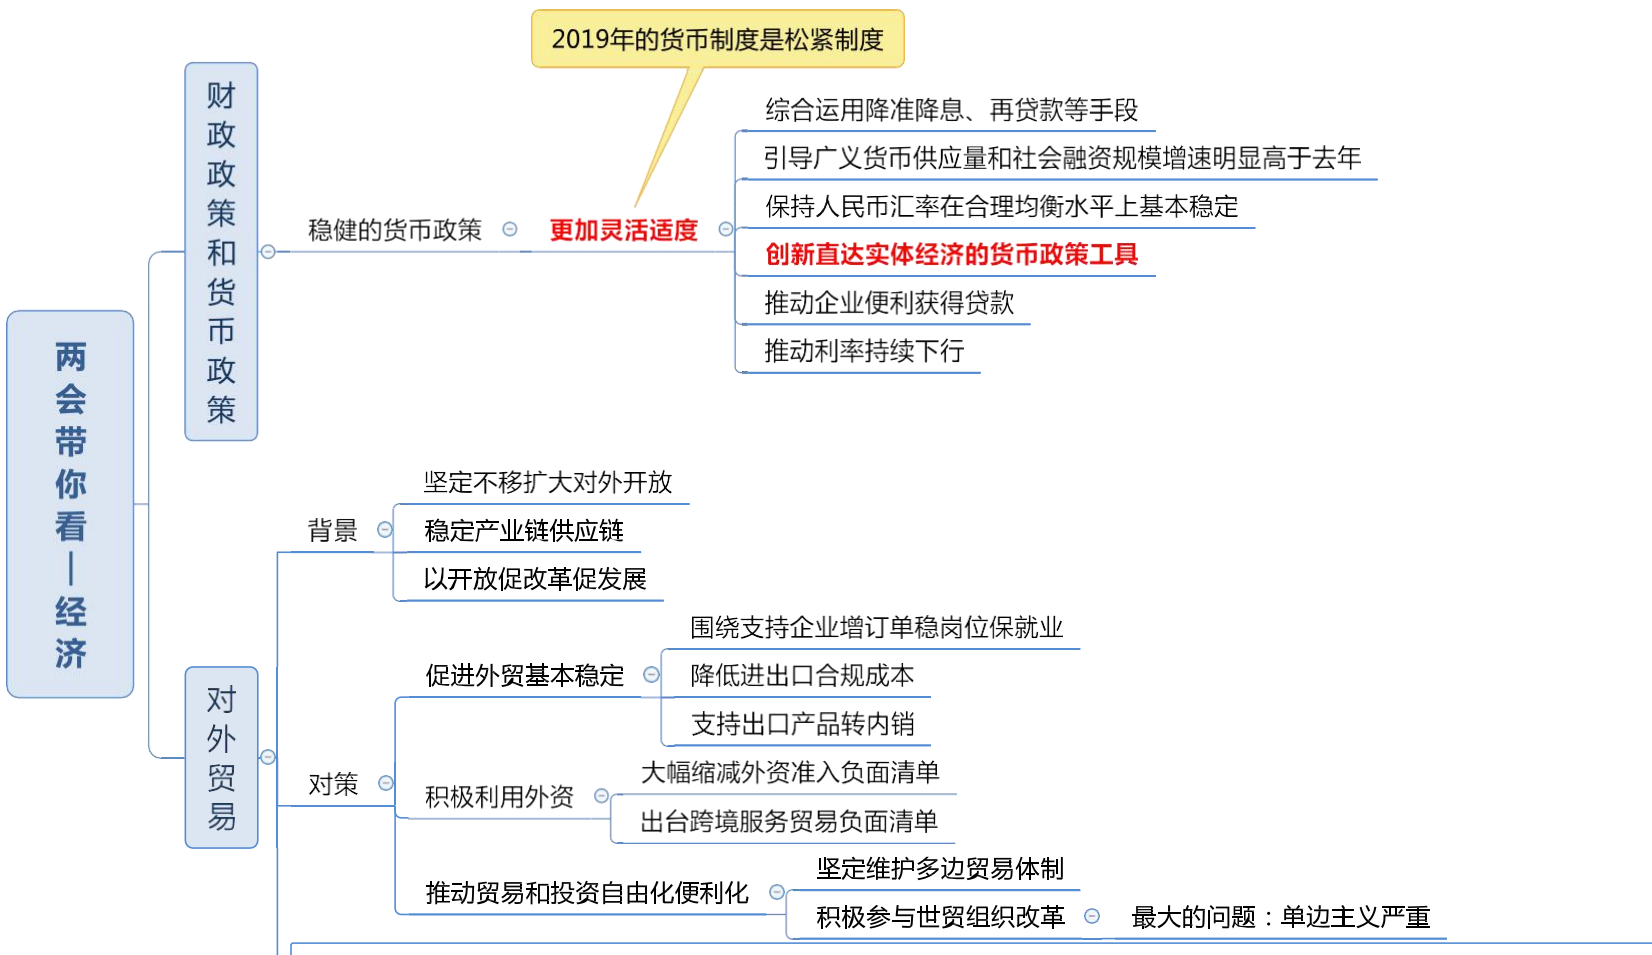 2019年的货币制度是松紧制度
两会带你看—经济
财政政策和货币政策
稳健的货币政策
更加灵活适度
综合运用降准降息、再贷款等手段
引导广义货币供应量和社会融资规模增速明显高于去年
保持人民币汇率在合理均衡水平上基本稳定
创新直达实体经济的货币政策工具
推动企业便利获得贷款
推动利率持续下行
对外贸易
背景
坚定不移扩大对外开放
稳定产业链供应链
以开放促改革促发展
对策
促进外贸基本稳定
围绕支持企业增订单稳岗位保就业
降低进出口合规成本
支持出口产品转内销
积极利用外资
大幅缩减外资准入负面清单
出台跨境服务贸易负面清单
推动贸易和投资自由化便利化
坚定维护多边贸易体制
积极参与世贸组织改革
最大的问题：单边主义严重